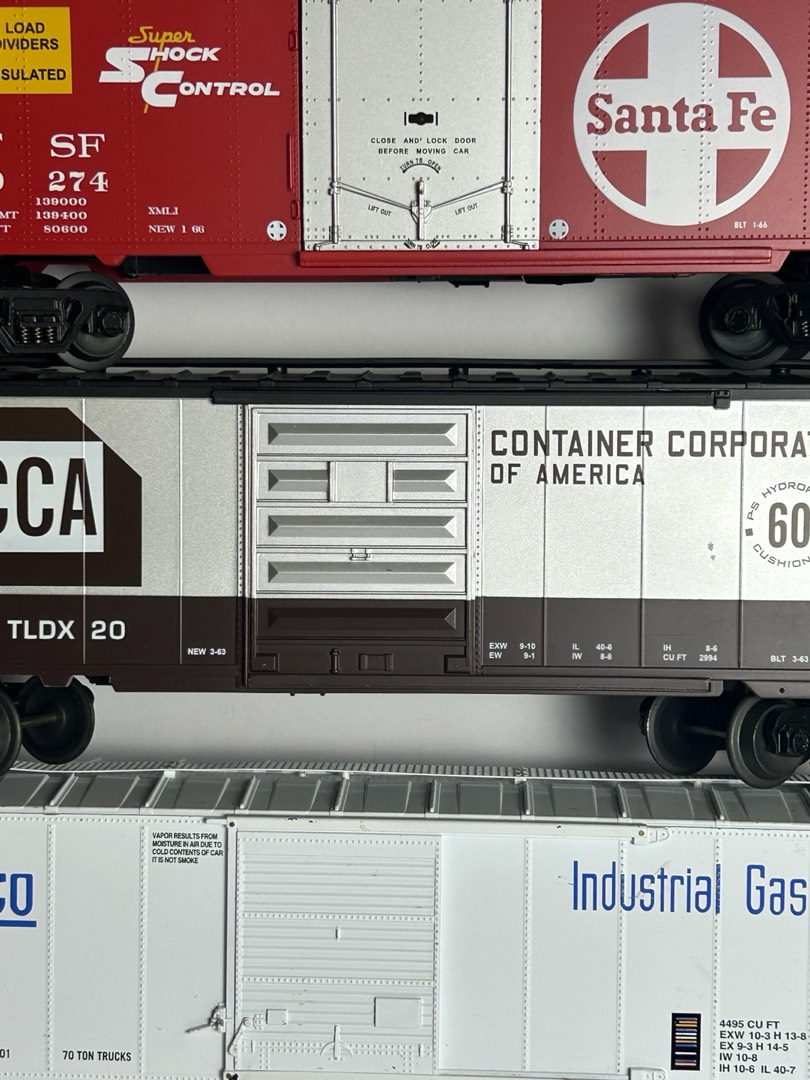 LOAD
DIVIDERS
SULATED
Super
SHOCK
CONTROL
SF
274
139000
MT 139400
T 80600
XML1
NEW 1 66
CLOSE AND LOCK DOOR
BEFORE MOVING CAR
TURN TO OPEN
LIFT OUT
LIFT OUT
Santa Fe
BLT 1-66
CCA
TLDX 20
NEW 3-63
CONTAINER CORPORAT
OF AMERICA
P-S HYDROF
60
CUSHION
EXW 9-10
EW 9-1
IL 40-6
IW 8-8
IH 8-6
CU FT 2994
BLT 3-63
CO
VAPOR RESULTS FROM
MOISTURE IN AIR DUE TO
COLD CONTENTS OF CAR
IT IS NOT SMOKE
01
70 TON TRUCKS
Industrial Gas
4495 CU FT
EXW 10-3 H 13-8
EX 9-3 H 14-5
IW 10-8
IH 10-6 IL 40-7